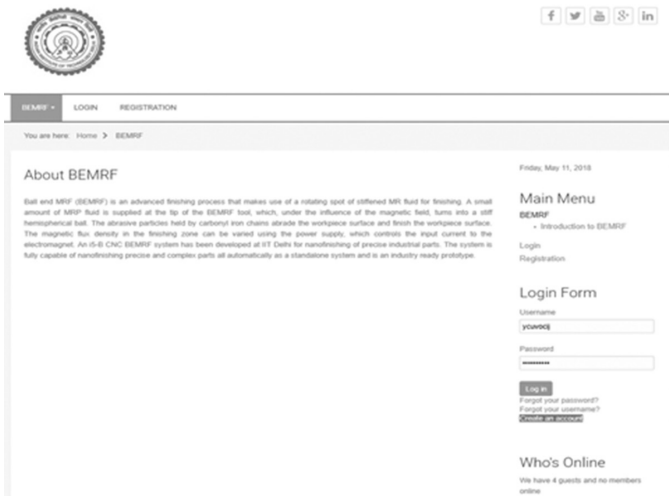 BEMRF
LOGIN
REGISTRATION
You are here: Home > BEMRF
About BEMRF
Ball end MRF (BEMRF) is an advanced finishing process that makes use of a rotating spot of stiffened MR fluid for finishing. A small
amount of MRP fluid is supplied at the tip of the BEMRF tool, which, under the influence of the magnetic field, turns into a stiff
hemispherical ball. The abrasive particles held by carbonyl iron chains abrade the workpiece surface and finish the workpiece surface.
The magnetic flux density in the finishing zone can be varied using the power supply, which controls the input current to the
electromagnet. An i5-B CNC BEMRF system has been developed at IIT Delhi for nanofinishing of precise industrial parts. The system is
fully capable of nanofinishing precise and complex parts all automatically as a standalone system and is an industry ready prototype.
Friday, May 11, 2018
Main Menu
BEMRF
Introduction to BEMRF
Login
Registration
Login Form
Username
ycuvocij
Password
Log in
Forgot your password?
Forgot your username?
Create an account
Who's Online
We have 4 guests and no members
online